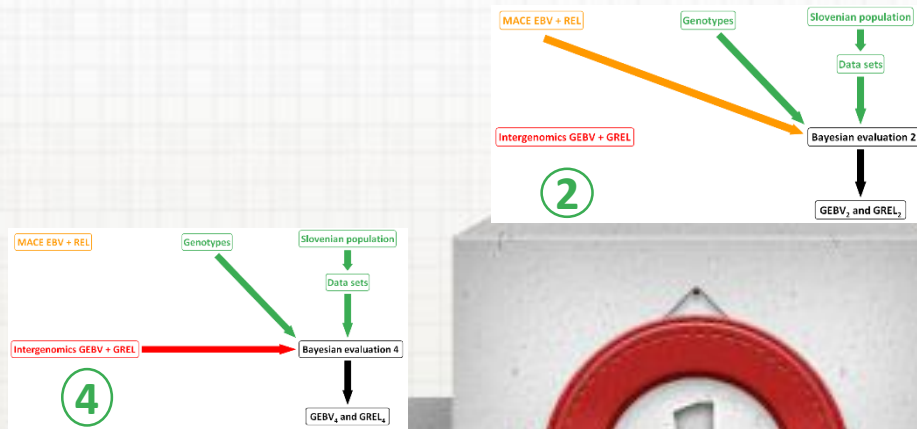 MACE EBV + REL
Genotypes
Slovenian population
Data sets
Intergenomics GEBV + GREL
Bayesian evaluation 2
2
GEBV₂ and GREL₂
MACE EBV + REL
Genotypes
Slovenian population
Data sets
Intergenomics GEBV + GREL
Bayesian evaluation 4
4
GEBV₄ and GREL₄